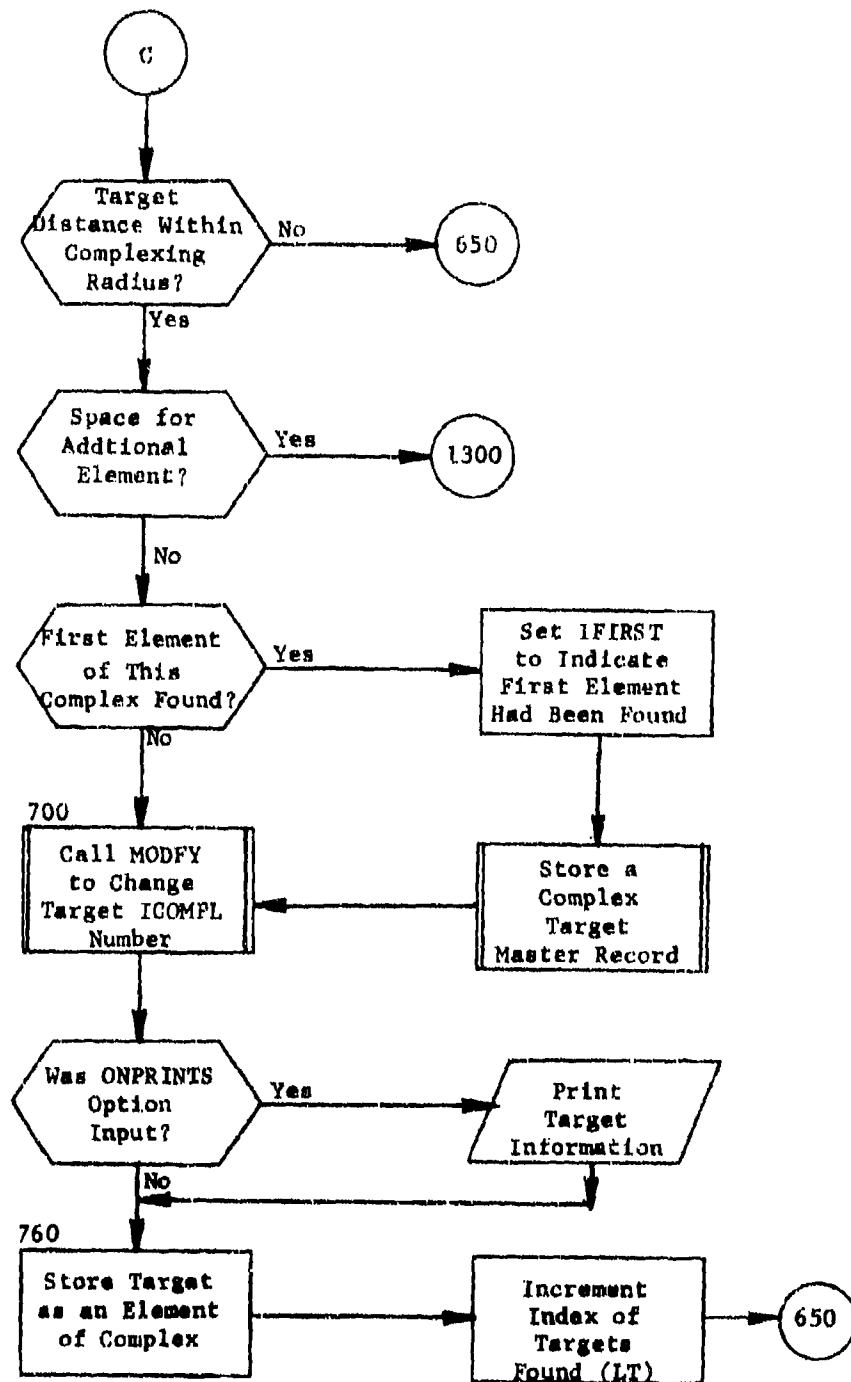 C
Target
Distance Within
Complexing
Radius?
No
650
Yes
Space for
Addtional
Element?
Yes
1300
No
First Element
of This
Complex Found?
Yes
Set IFIRST
to Indicate
First Element
Had Been Found
No
700
Call MODFY
to Change
Target ICOMPL
Number
Store a
Complex
Target
Master Record
Was ONPRINTS
Option
Input?
Yes
Print
Target
Information
No
760
Store Target
as an Element
of Complex
Increment
Index of
Targets
Found (LT)
650